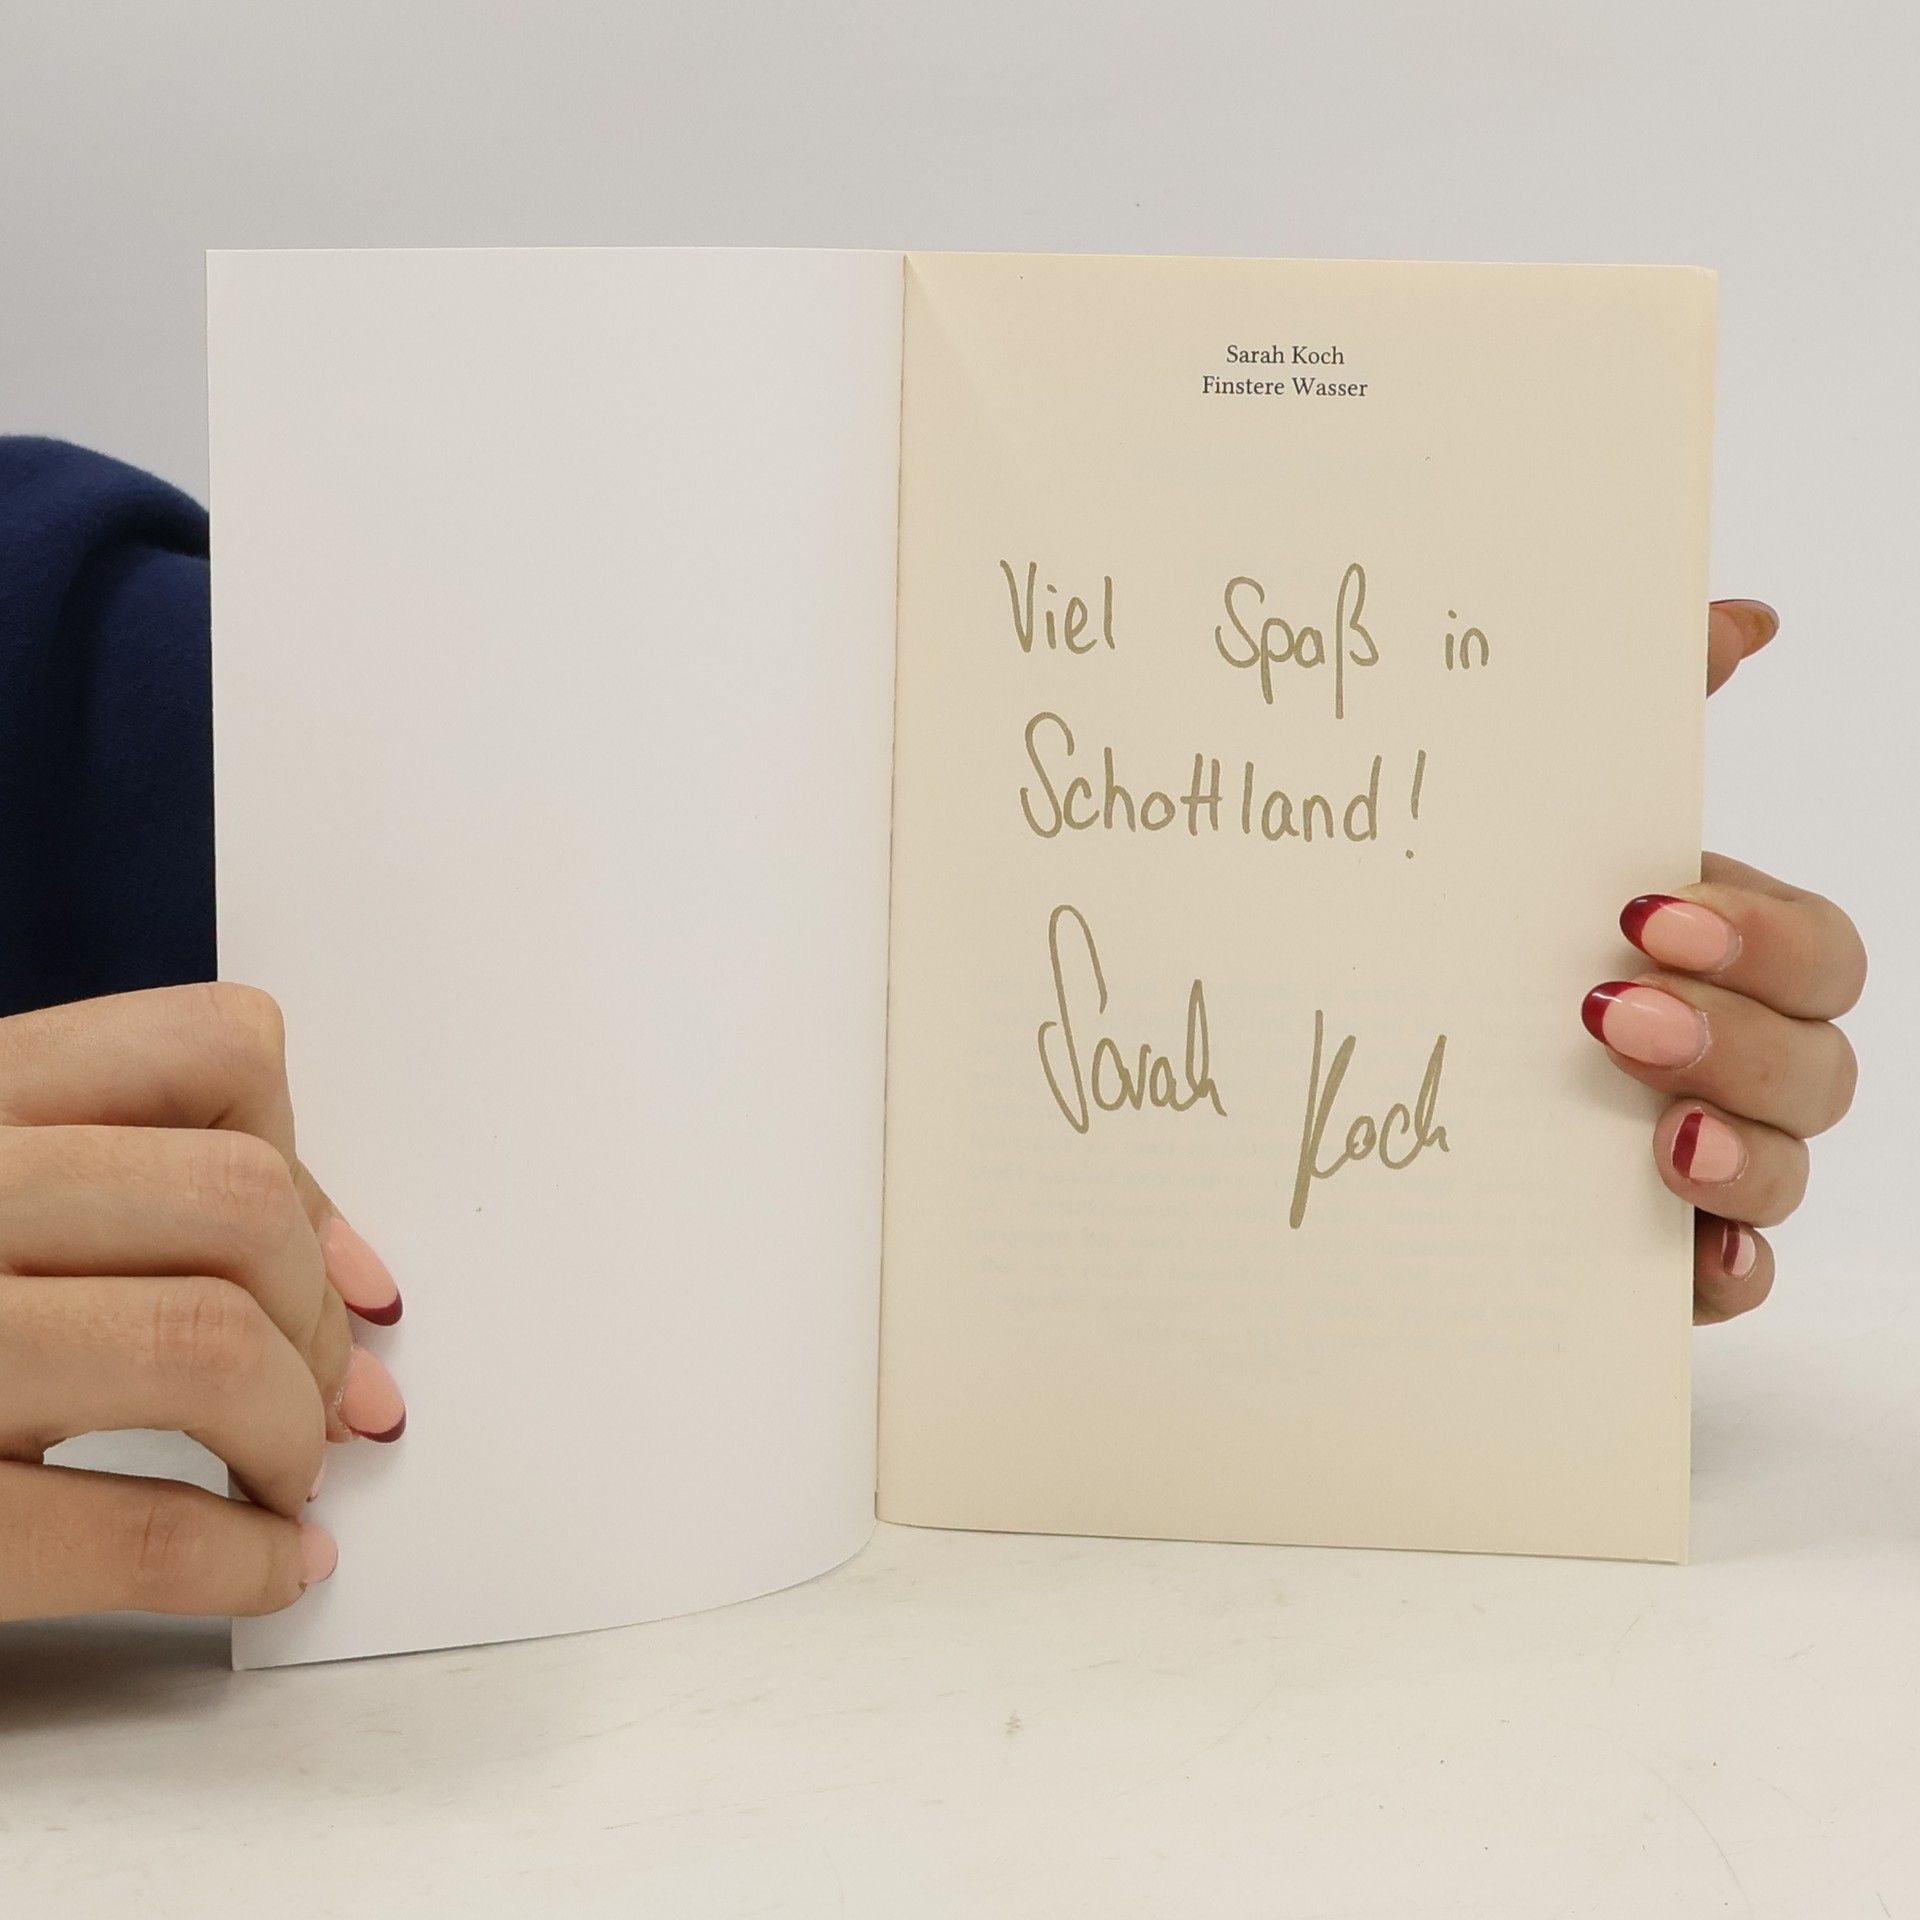 Sarah Koch
Finstere Wasser
Viel Spaß in
Schottland!
Sarah Koch